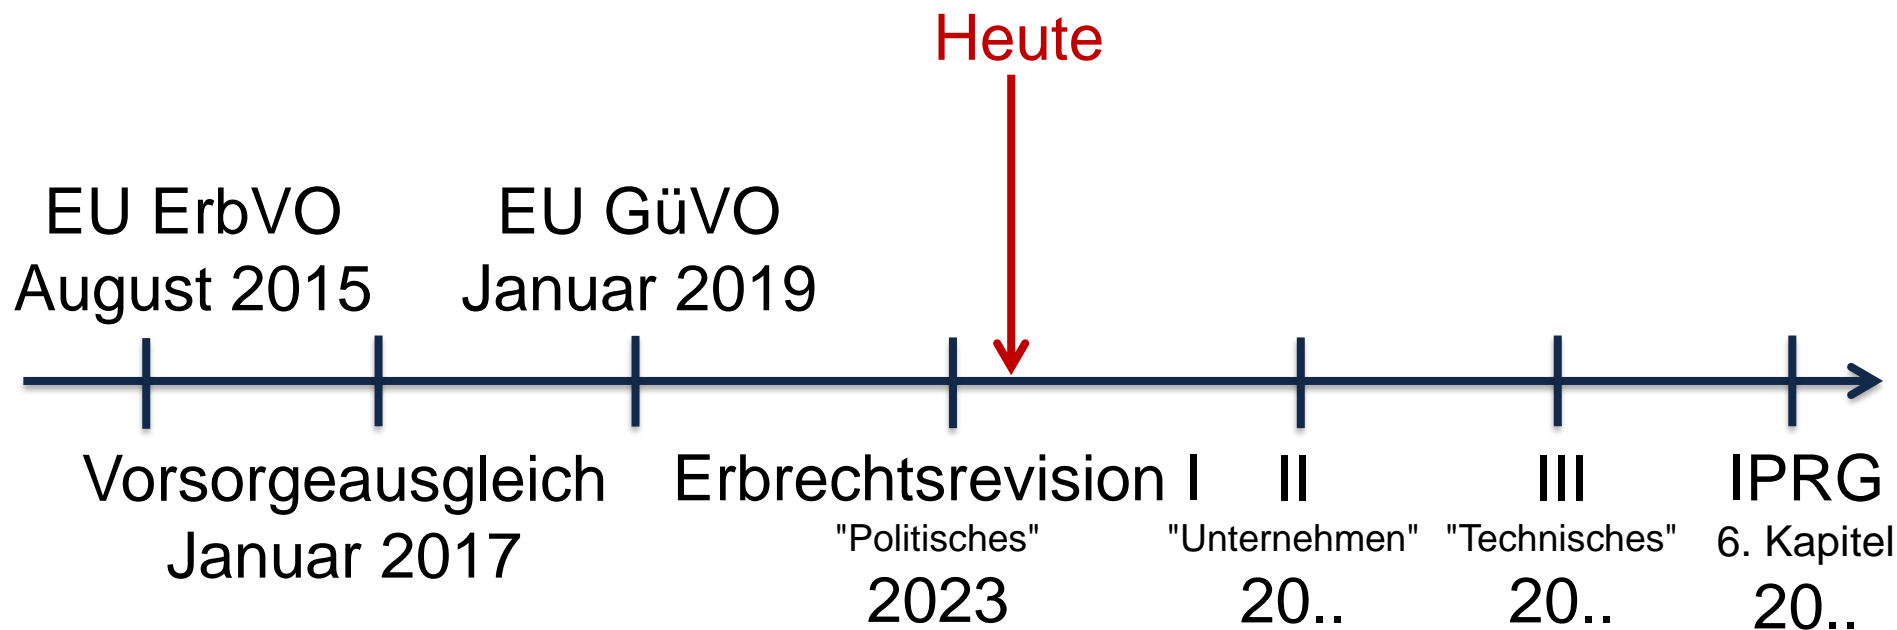 Heute
EU ErbVO
August 2015
EU GüVO
Januar 2019
Vorsorgeausgleich
Januar 2017
Erbrechtsrevision I
"Politisches"
2023
II
"Unternehmen"
20..
III
"Technisches"
20..
IPRG
6. Kapitel
20..